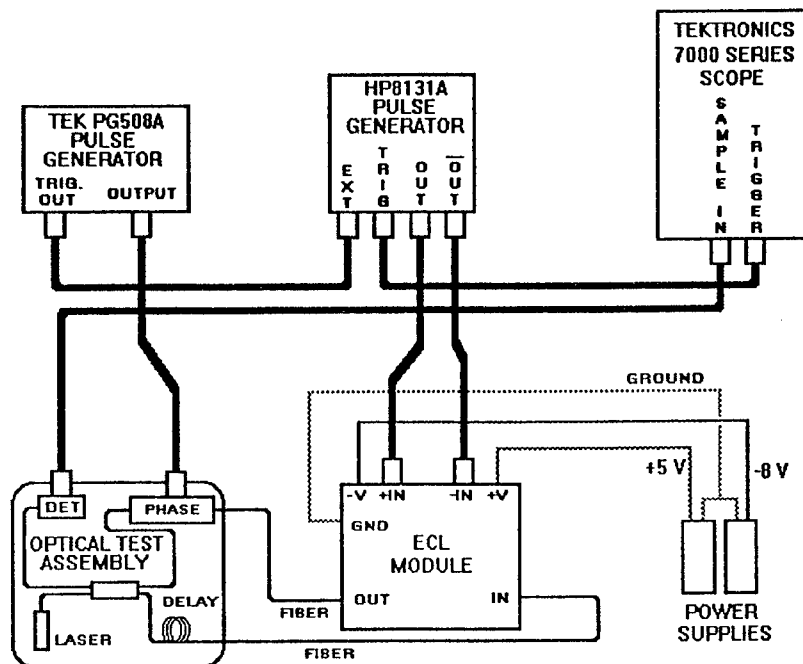 TEKTRONICS
7000 SERIES
SCOPE
SAMPLE IN
TRIGGER
HP8131A
PULSE
GENERATOR
EXT
TRIG
OUT
OUT
TEK PG508A
PULSE
GENERATOR
TRIG.
OUT
OUTPUT
GROUND
+5 V
-8 V
-V
+IN
-IN
+V
GND
ECL
MODULE
OUT
IN
DET
PHASE
OPTICAL TEST
ASSEMBLY
DELAY
LASER
FIBER
FIBER
POWER
SUPPLIES